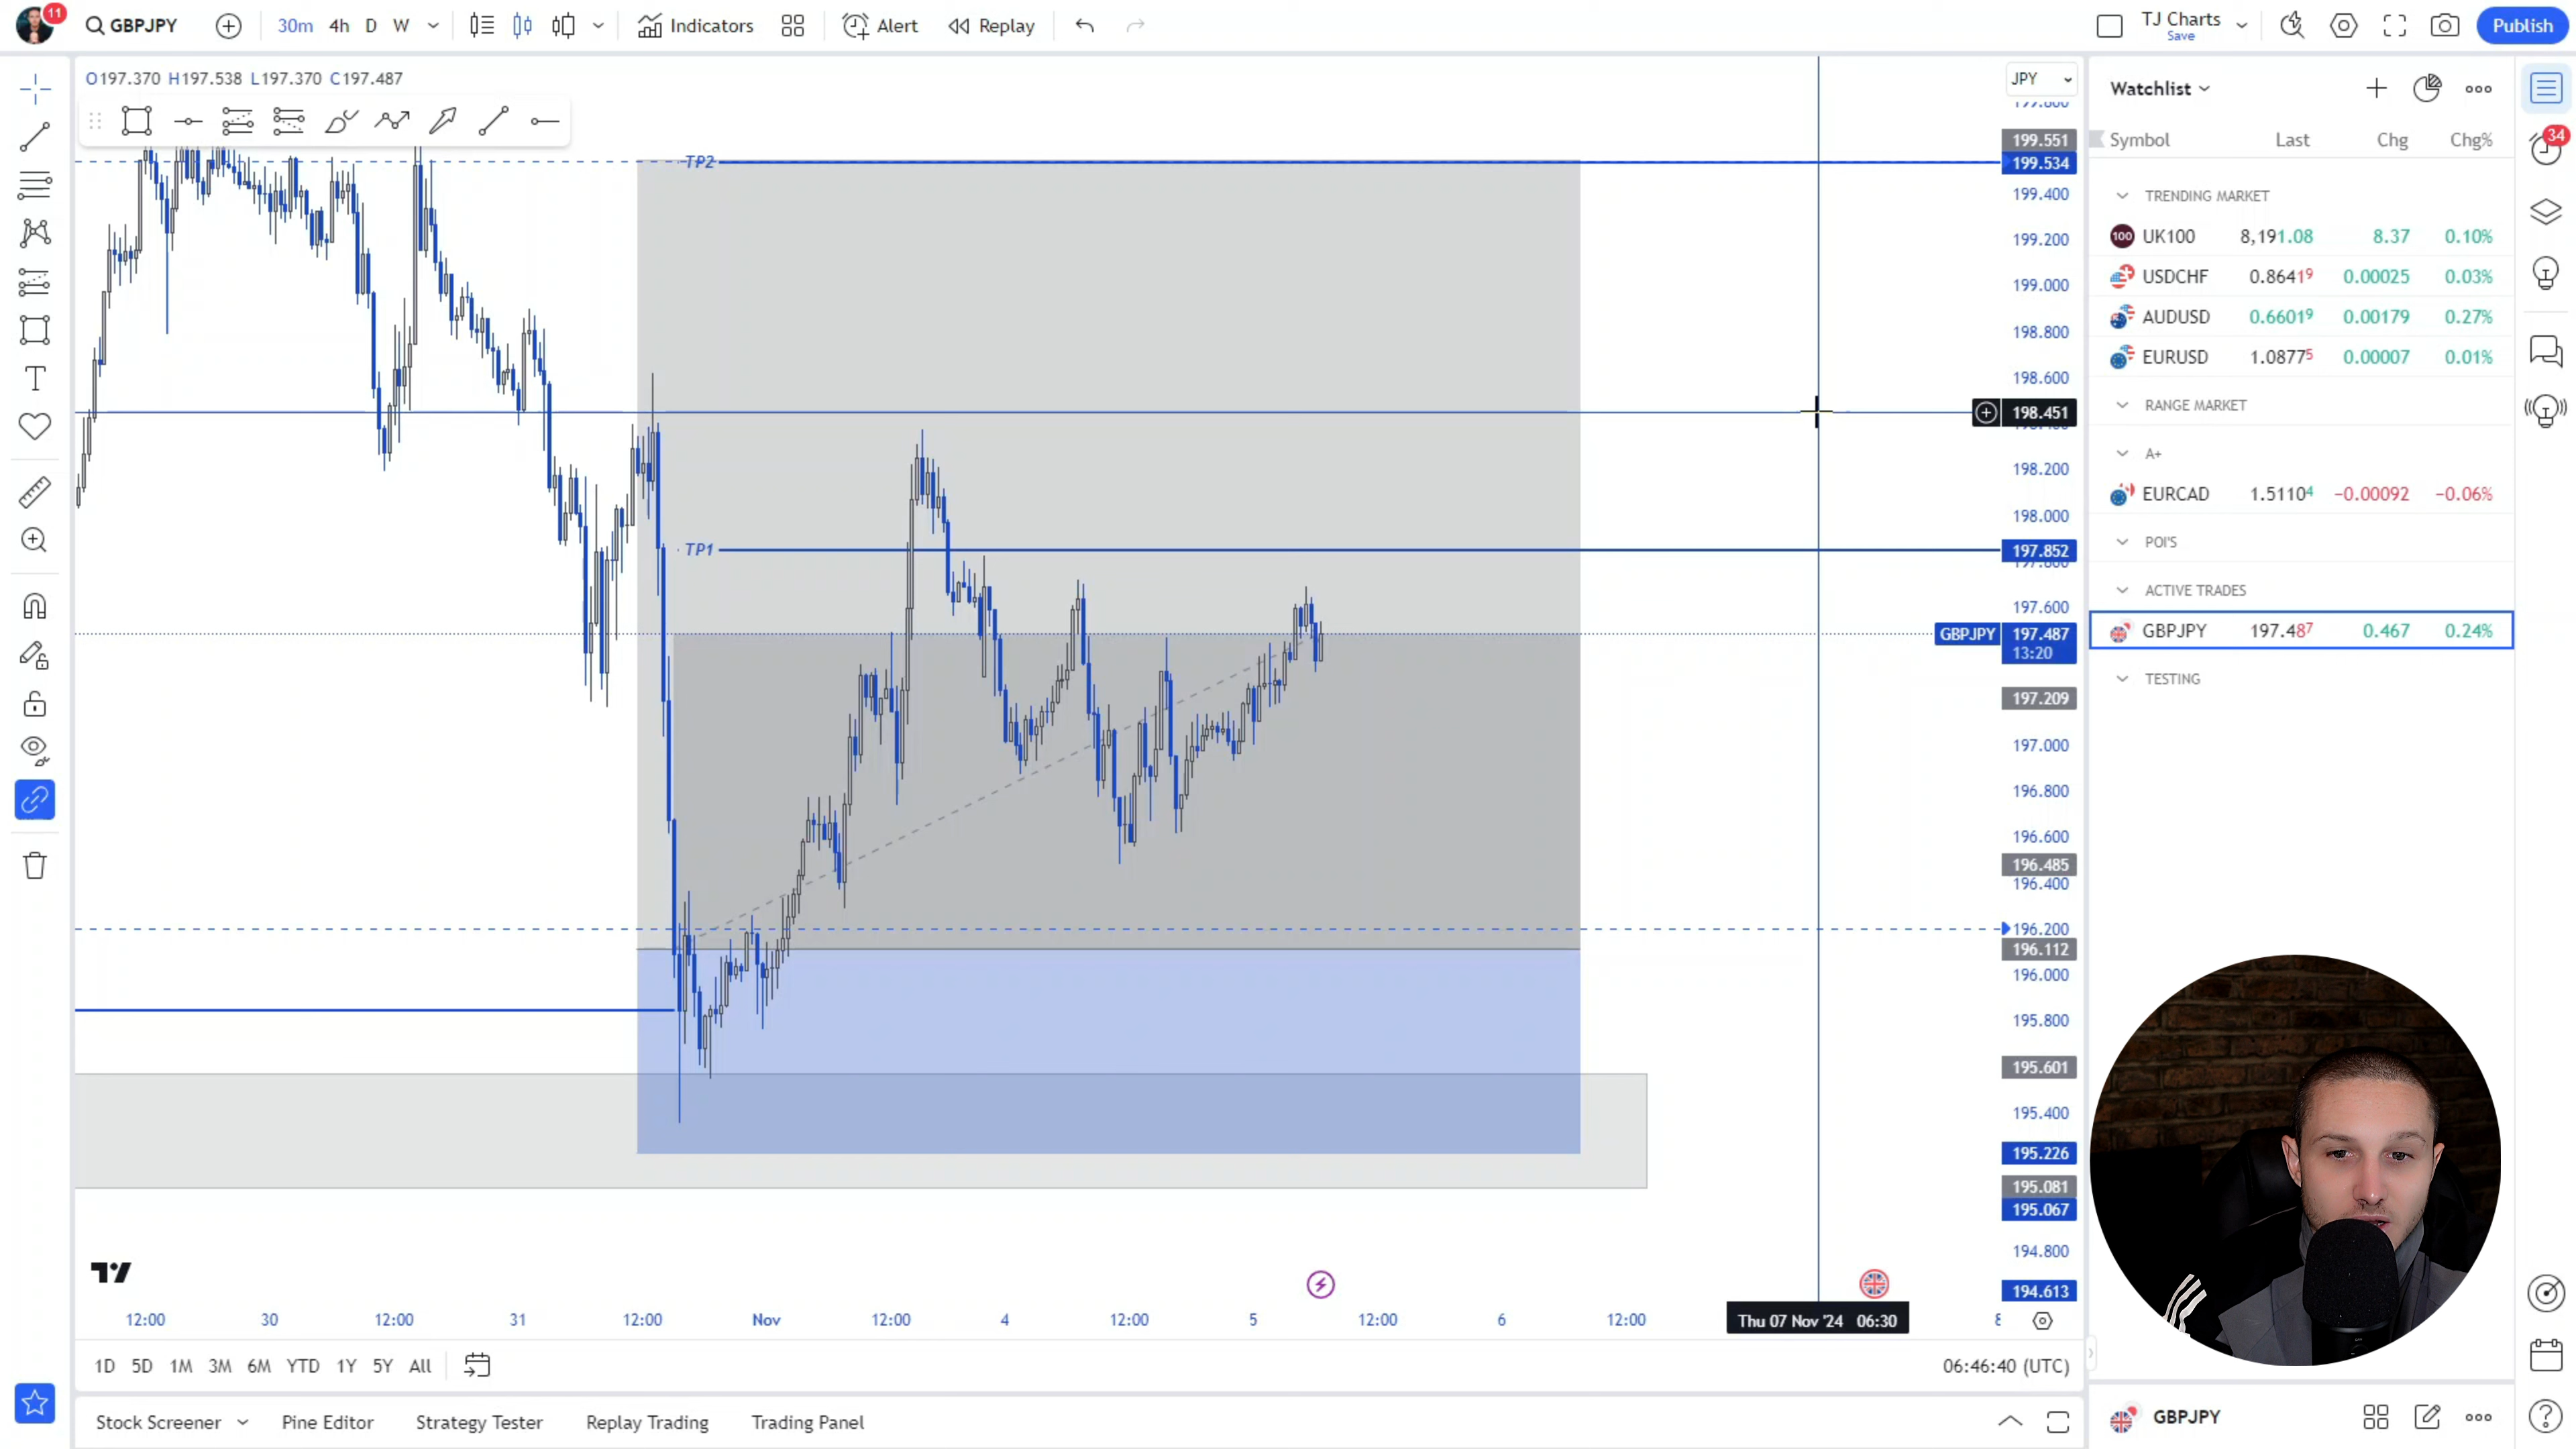 11
GBPJPY
30m 4h D W
Indicators
Alert
Replay
TJ Charts
Save
Publish
O197.370 H197.538 L197.370 C197.487
JPY
199.551
199.534
199.400
199.200
199.000
198.800
198.600
198.451
198.200
198.000
197.852
197.600
GBPJPY 197.487
13:20
197.209
197.000
196.800
196.600
196.485
196.400
196.200
196.112
196.000
195.800
195.601
195.400
195.226
195.081
195.067
194.800
194.613
TP2
TP1
12:00 30 12:00 31 12:00 Nov 12:00 4 12:00 5 12:00 6 12:00 Thu 07 Nov '24 06:30 8
1D 5D 1M 3M 6M YTD 1Y 5Y All
06:46:40 (UTC)
Stock Screener
Pine Editor
Strategy Tester
Replay Trading
Trading Panel
Watchlist
Symbol Last Chg Chg%
TRENDING MARKET
100 UK100 8,191.08 8.37 0.10%
USDCHF 0.86419 0.00025 0.03%
AUDUSD 0.66019 0.00179 0.27%
EURUSD 1.08775 0.00007 0.01%
RANGE MARKET
A+
EURCAD 1.51104 −0.00092 −0.06%
POI'S
ACTIVE TRADES
GBPJPY 197.487 0.467 0.24%
TESTING
GBPJPY
34